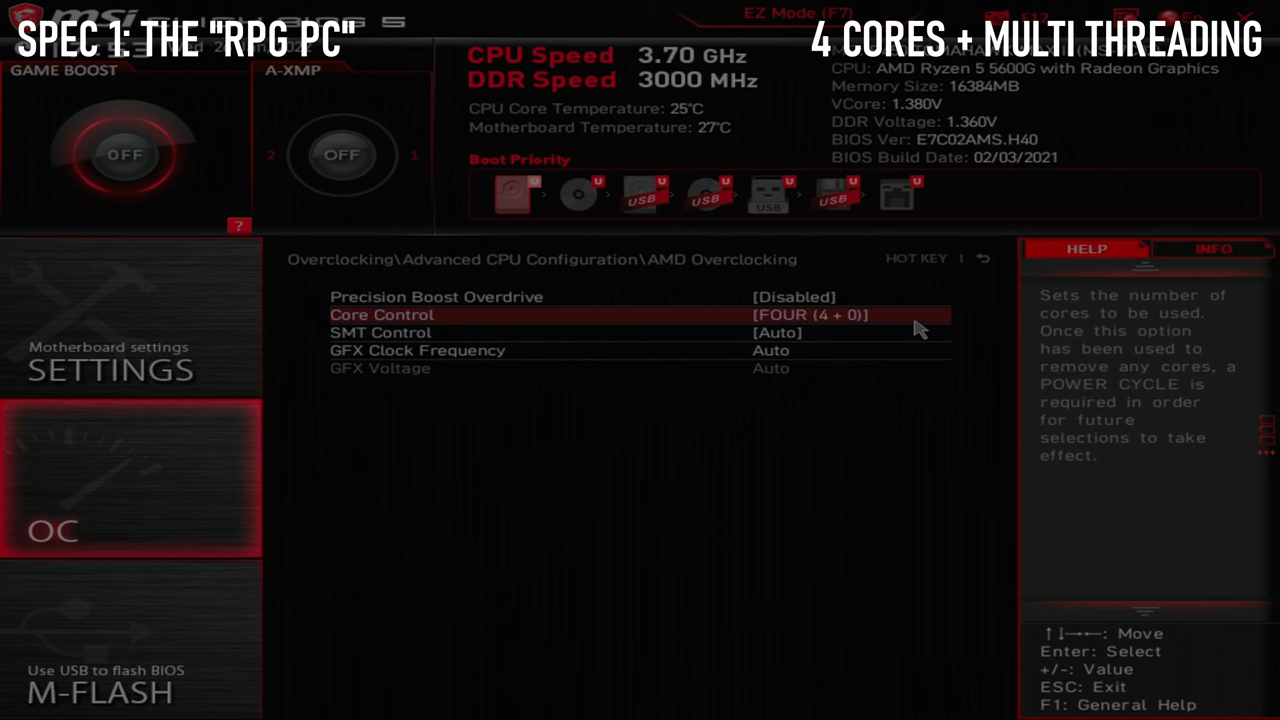 SPEC 1: THE "RPG PC"
4 CORES + MULTI THREADING
msi
5
EZ Mode (F7)
F12
En
X
GAME BOOST
A-XMP
OFF
2
OFF
1
?
CPU Speed 3.70 GHz
DDR Speed 3000 MHz
CPU Core Temperature: 25°C
Motherboard Temperature: 27°C
CPU: AMD Ryzen 5 5600G with Radeon Graphics
Memory Size: 16384MB
VCore: 1.380V
DDR Voltage: 1.360V
BIOS Ver: E7C02AMS.H40
BIOS Build Date: 02/03/2021
Boot Priority
U
U
U
USB
U
USB
U
USB
U
USB
U
Motherboard settings
SETTINGS
OC
Use USB to flash BIOS
M-FLASH
Overclocking\Advanced CPU Configuration\AMD Overclocking
HOT KEY
Precision Boost Overdrive [Disabled]
Core Control [FOUR (4 + 0)]
SMT Control [Auto]
GFX Clock Frequency Auto
GFX Voltage Auto
HELP
INFO
Sets the number of
cores to be used.
Once this option
has been used to
remove any cores, a
POWER CYCLE is
required in order
for future
selections to take
effect.
↑↓→←: Move
Enter: Select
+/-: Value
ESC: Exit
F1: General Help